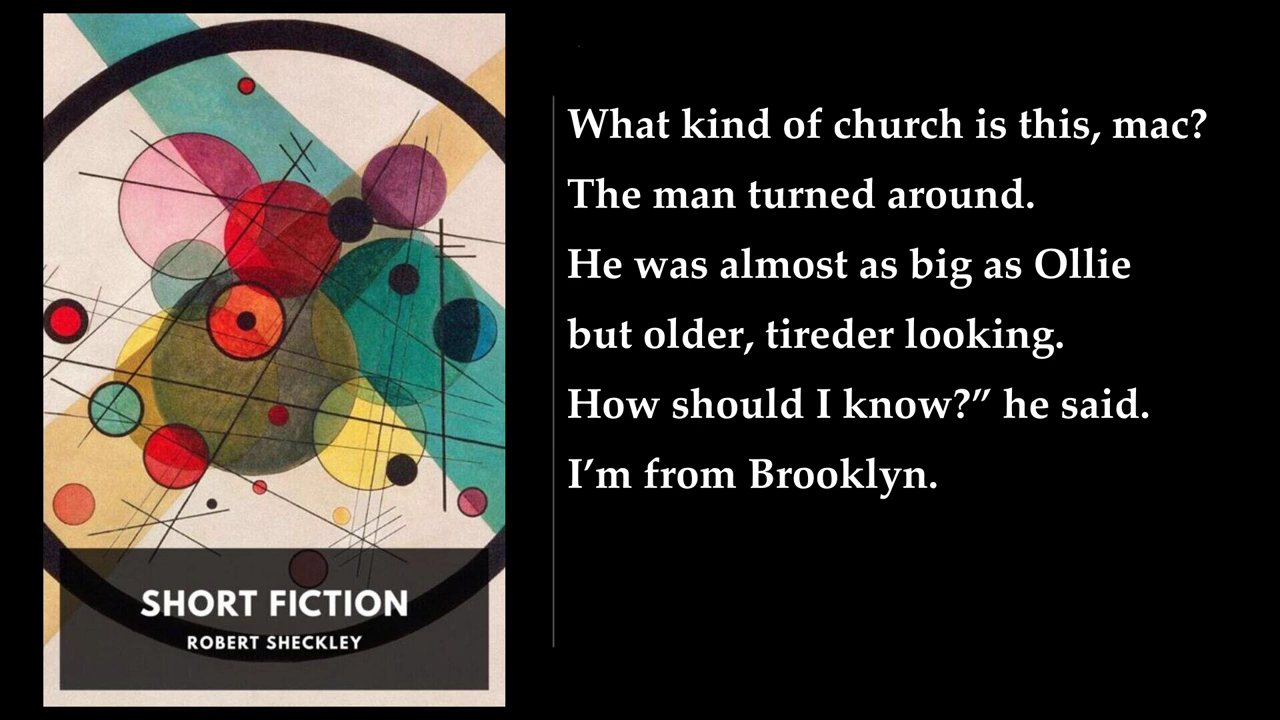 What kind of church is this, mac?
The man turned around.
He was almost as big as Ollie
but older, tireder looking.
How should I know?” he said.
I’m from Brooklyn.
SHORT FICTION
ROBERT SHECKLEY